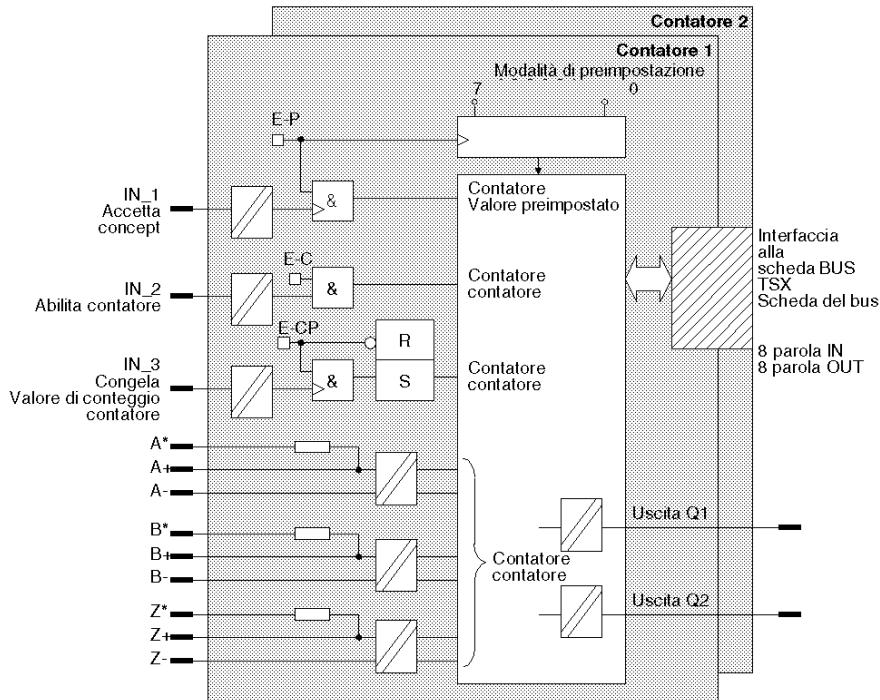 Contatore 2
Contatore 1
Modalità di preimpostazione
7 0
E-P
IN_1
Accetta
concept
&
Contatore
Valore preimpostato
E-C
IN_2
Abilita contatore
&
Contatore
contatore
Interfaccia
alla
scheda BUS
TSX
Scheda del bus
8 parola IN
8 parola OUT
E-CP
R
IN_3
Congela
Valore di conteggio
contatore
&
S
Contatore
contatore
A*
A+
A-
B*
B+
B-
Z*
Z+
Z-
Contatore
contatore
Uscita Q1
Uscita Q2